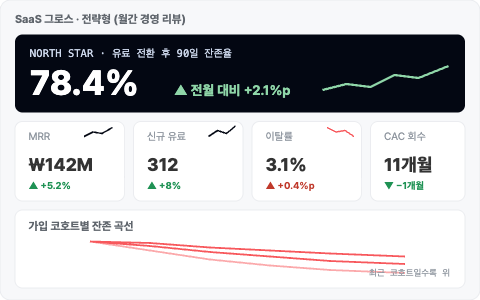 SaaS 그로스 · 전략형 (월간 경영 리뷰)
NORTH STAR · 유료 전환 후 90일 잔존율
78.4% ▲ 전월 대비 +2.1%p
MRR
₩142M
▲ +5.2%
신규 유료
312
▲ +8%
이탈률
3.1%
▲ +0.4%p
CAC 회수
11개월
▼ −1개월
가입 코호트별 잔존 곡선
최근 코호트일수록 위